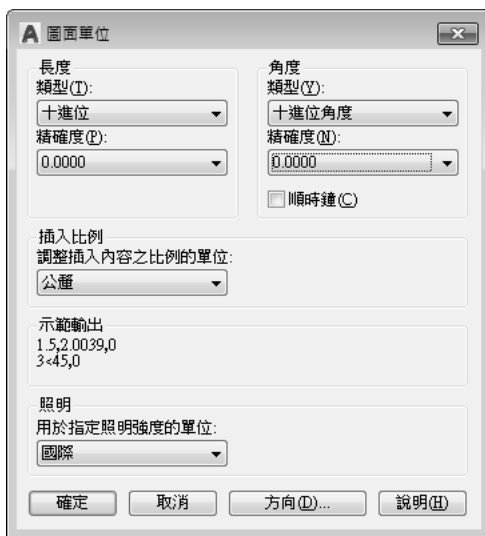 圖面單位
長度
類型(T):
十進位
精確度(P):
0.0000
角度
類型(Y):
十進位角度
精確度(N):
0.0000
順時鐘(C)
插入比例
調整插入內容之比例的單位:
公釐
示範輸出
1.5,2.0039,0
3<45,0
照明
用於指定照明強度的單位:
國際
確定 取消 方向(D)... 說明(H)